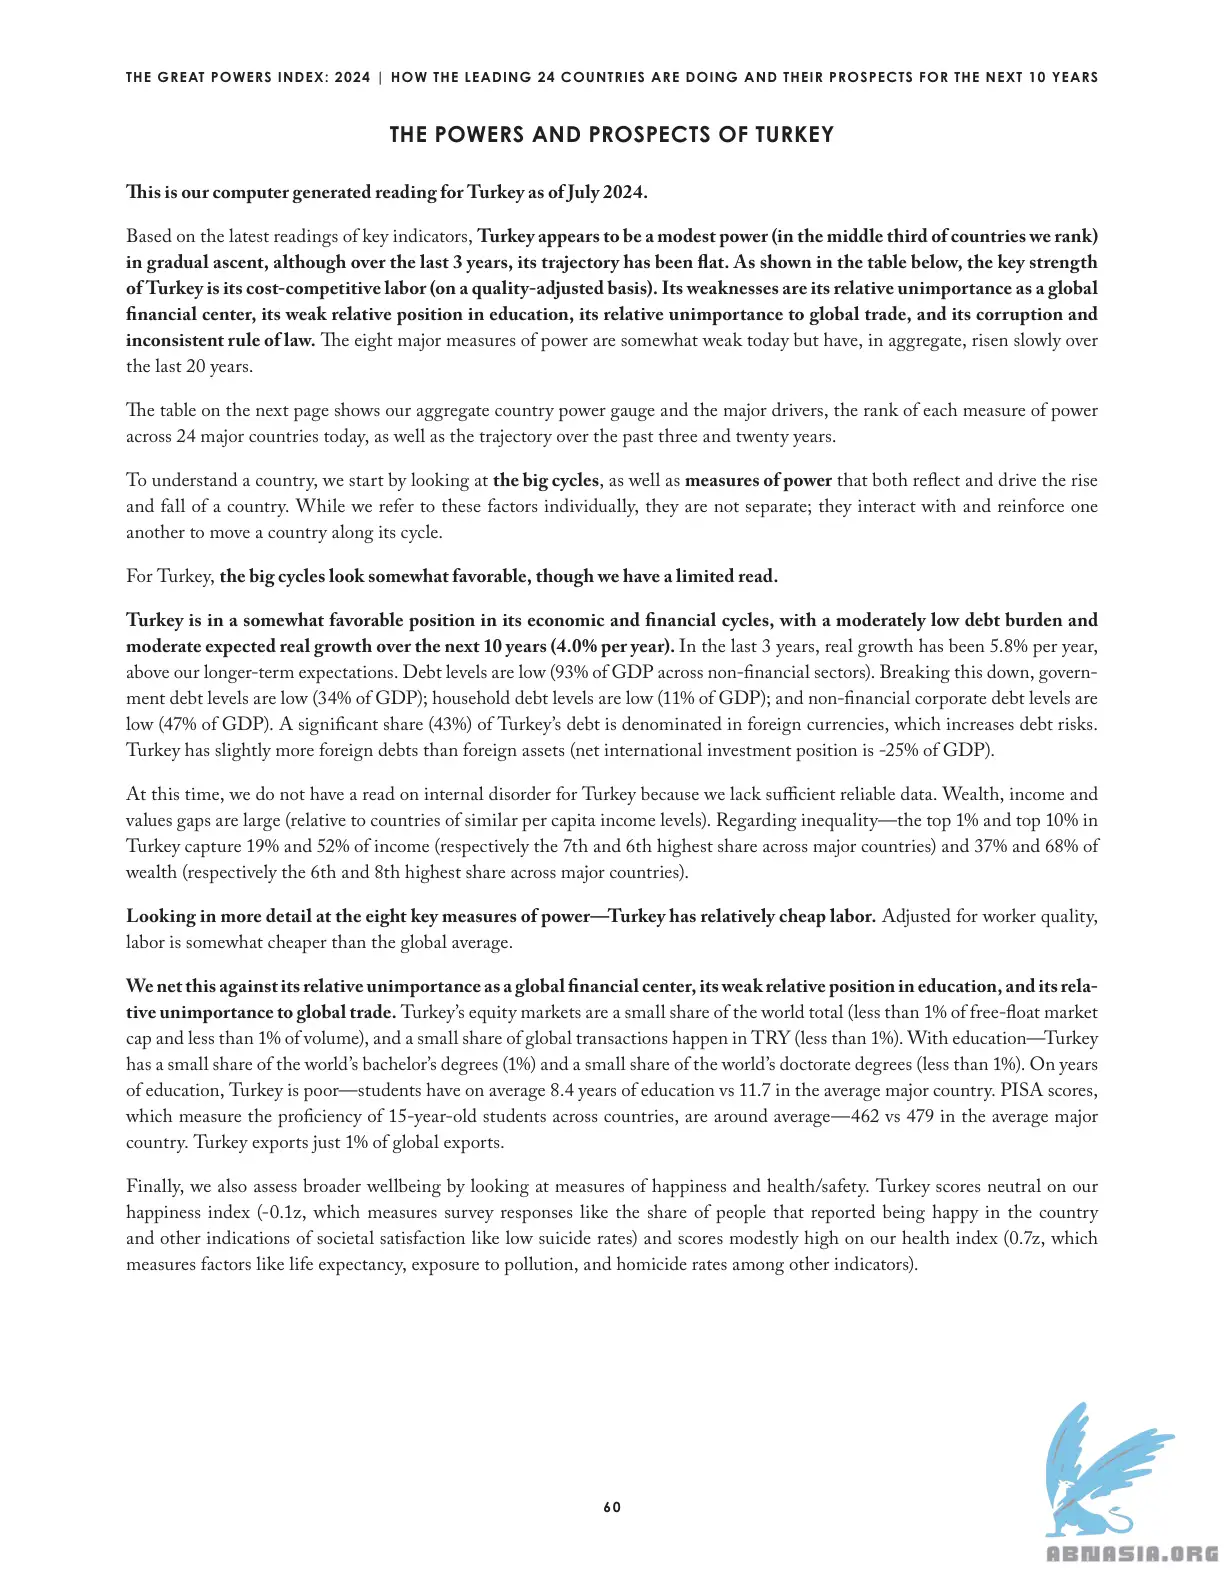 THE GREAT POWERS INDEX: 2024 | HOW THE LEADING 24 COUNTRIES ARE DOING AND THEIR PROSPECTS FOR THE NEXT 10 YEARS
THE POWERS AND PROSPECTS OF TURKEY
This is our computer generated reading for Turkey as of July 2024.
Based on the latest readings of key indicators, Turkey appears to be a modest power (in the middle third of countries we rank)
in gradual ascent, although over the last 3 years, its trajectory has been flat. As shown in the table below, the key strength
of Turkey is its cost-competitive labor (on a quality-adjusted basis). Its weaknesses are its relative unimportance as a global
financial center, its weak relative position in education, its relative unimportance to global trade, and its corruption and
inconsistent rule of law. The eight major measures of power are somewhat weak today but have, in aggregate, risen slowly over
the last 20 years.
The table on the next page shows our aggregate country power gauge and the major drivers, the rank of each measure of power
across 24 major countries today, as well as the trajectory over the past three and twenty years.
To understand a country, we start by looking at the big cycles, as well as measures of power that both reflect and drive the rise
and fall of a country. While we refer to these factors individually, they are not separate; they interact with and reinforce one
another to move a country along its cycle.
For Turkey, the big cycles look somewhat favorable, though we have a limited read.
Turkey is in a somewhat favorable position in its economic and financial cycles, with a moderately low debt burden and
moderate expected real growth over the next 10 years (4.0% per year). In the last 3 years, real growth has been 5.8% per year,
above our longer-term expectations. Debt levels are low (93% of GDP across non-financial sectors). Breaking this down, govern-
ment debt levels are low (34% of GDP); household debt levels are low (11% of GDP); and non-financial corporate debt levels are
low (47% of GDP). A significant share (43%) of Turkey's debt is denominated in foreign currencies, which increases debt risks.
Turkey has slightly more foreign debts than foreign assets (net international investment position is -25% of GDP).
At this time, we do not have a read on internal disorder for Turkey because we lack sufficient reliable data. Wealth, income and
values gaps are large (relative to countries of similar per capita income levels). Regarding inequality—the top 1% and top 10% in
Turkey capture 19% and 52% of income (respectively the 7th and 6th highest share across major countries) and 37% and 68% of
wealth (respectively the 6th and 8th highest share across major countries).
Looking in more detail at the eight key measures of power—Turkey has relatively cheap labor. Adjusted for worker quality,
labor is somewhat cheaper than the global average.
We net this against its relative unimportance as a global financial center, its weak relative position in education, and its rela-
tive unimportance to global trade. Turkey's equity markets are a small share of the world total (less than 1% of free-float market
cap and less than 1% of volume), and a small share of global transactions happen in TRY (less than 1%). With education—Turkey
has a small share of the world's bachelor's degrees (1%) and a small share of the world's doctorate degrees (less than 1%). On years
of education, Turkey is poor—students have on average 8.4 years of education vs 11.7 in the average major country. PISA scores,
which measure the proficiency of 15-year-old students across countries, are around average—462 vs 479 in the average major
country. Turkey exports just 1% of global exports.
Finally, we also assess broader wellbeing by looking at measures of happiness and health/safety. Turkey scores neutral on our
happiness index (-0.1z, which measures survey responses like the share of people that reported being happy in the country
and other indications of societal satisfaction like low suicide rates) and scores modestly high on our health index (0.7z, which
measures factors like life expectancy, exposure to pollution, and homicide rates among other indicators).
60
ABNASIA.ORG